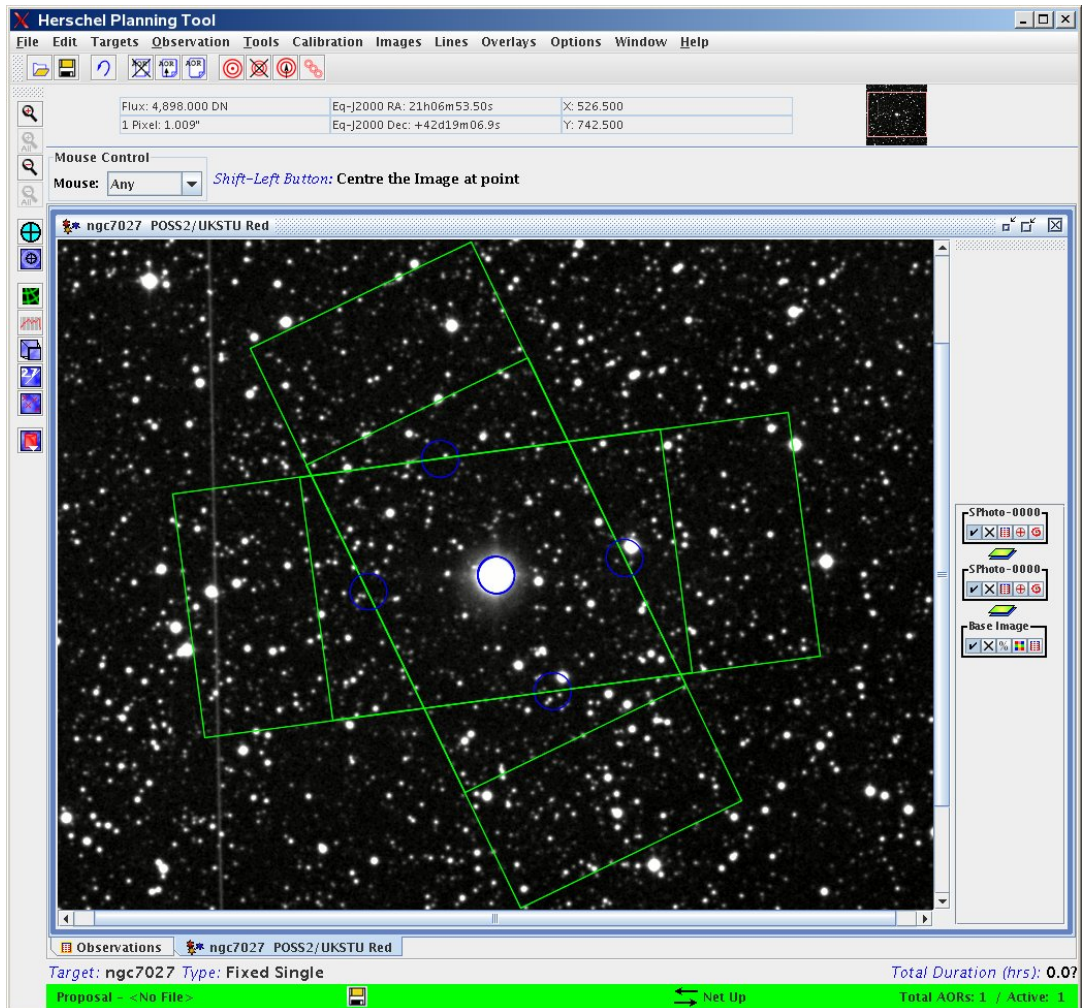 Herschel Planning Tool
File Edit Targets Observation Tools Calibration Images Lines Overlays Options Window Help
Flux: 4,898.000 DN Eq-J2000 RA: 21h06m53.50s X: 526.500
1 Pixel: 1.009" Eq-J2000 Dec: +42d19m06.9s Y: 742.500
Mouse Control
Mouse: Any Shift-Left Button: Centre the Image at point
ngc7027 POSS2/UKSTU Red
SPhoto-0000
SPhoto-0000
Base Image
Observations ngc7027 POSS2/UKSTU Red
Target: ngc7027 Type: Fixed Single Total Duration (hrs): 0.0?
Proposal - <No File> Net Up Total AORs: 1 / Active: 1